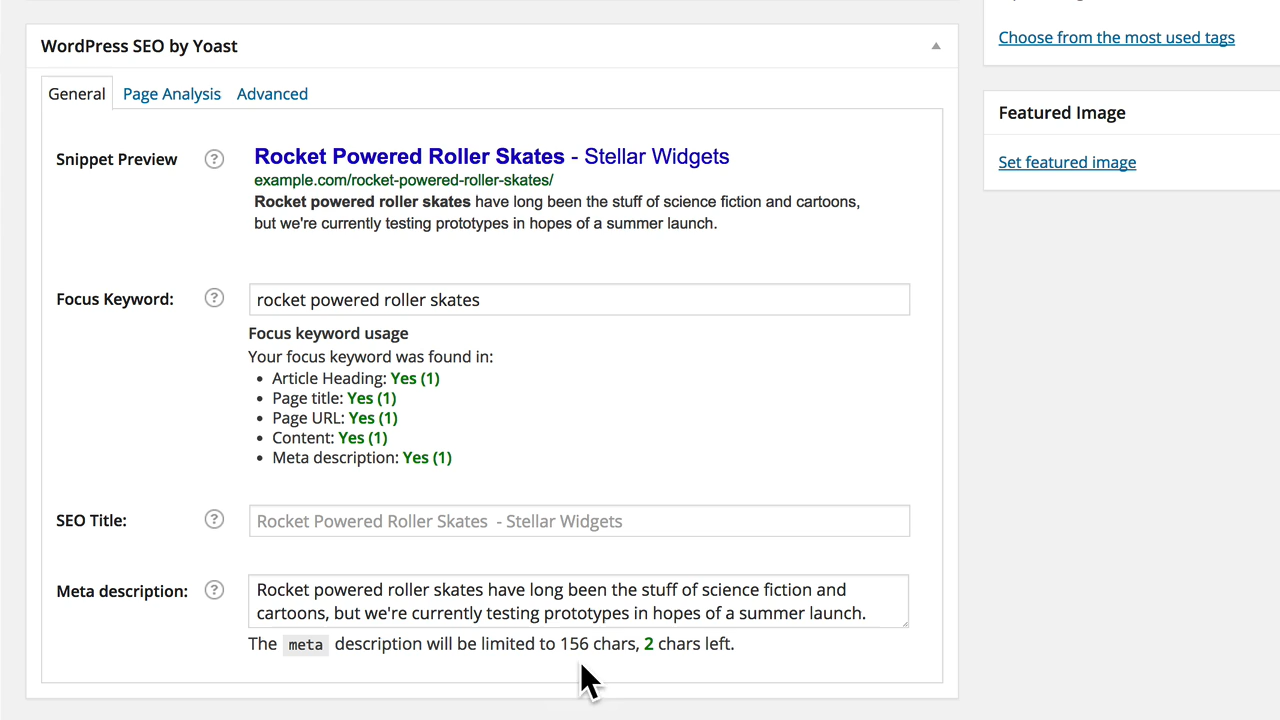 WordPress SEO by Yoast
General Page Analysis Advanced
Snippet Preview ? Rocket Powered Roller Skates - Stellar Widgets
example.com/rocket-powered-roller-skates/
Rocket powered roller skates have long been the stuff of science fiction and cartoons,
but we're currently testing prototypes in hopes of a summer launch.
Focus Keyword: ? rocket powered roller skates
Focus keyword usage
Your focus keyword was found in:
• Article Heading: Yes (1)
• Page title: Yes (1)
• Page URL: Yes (1)
• Content: Yes (1)
• Meta description: Yes (1)
SEO Title: ? Rocket Powered Roller Skates - Stellar Widgets
Meta description: ? Rocket powered roller skates have long been the stuff of science fiction and
cartoons, but we're currently testing prototypes in hopes of a summer launch.
The meta description will be limited to 156 chars, 2 chars left.
Choose from the most used tags
Featured Image
Set featured image